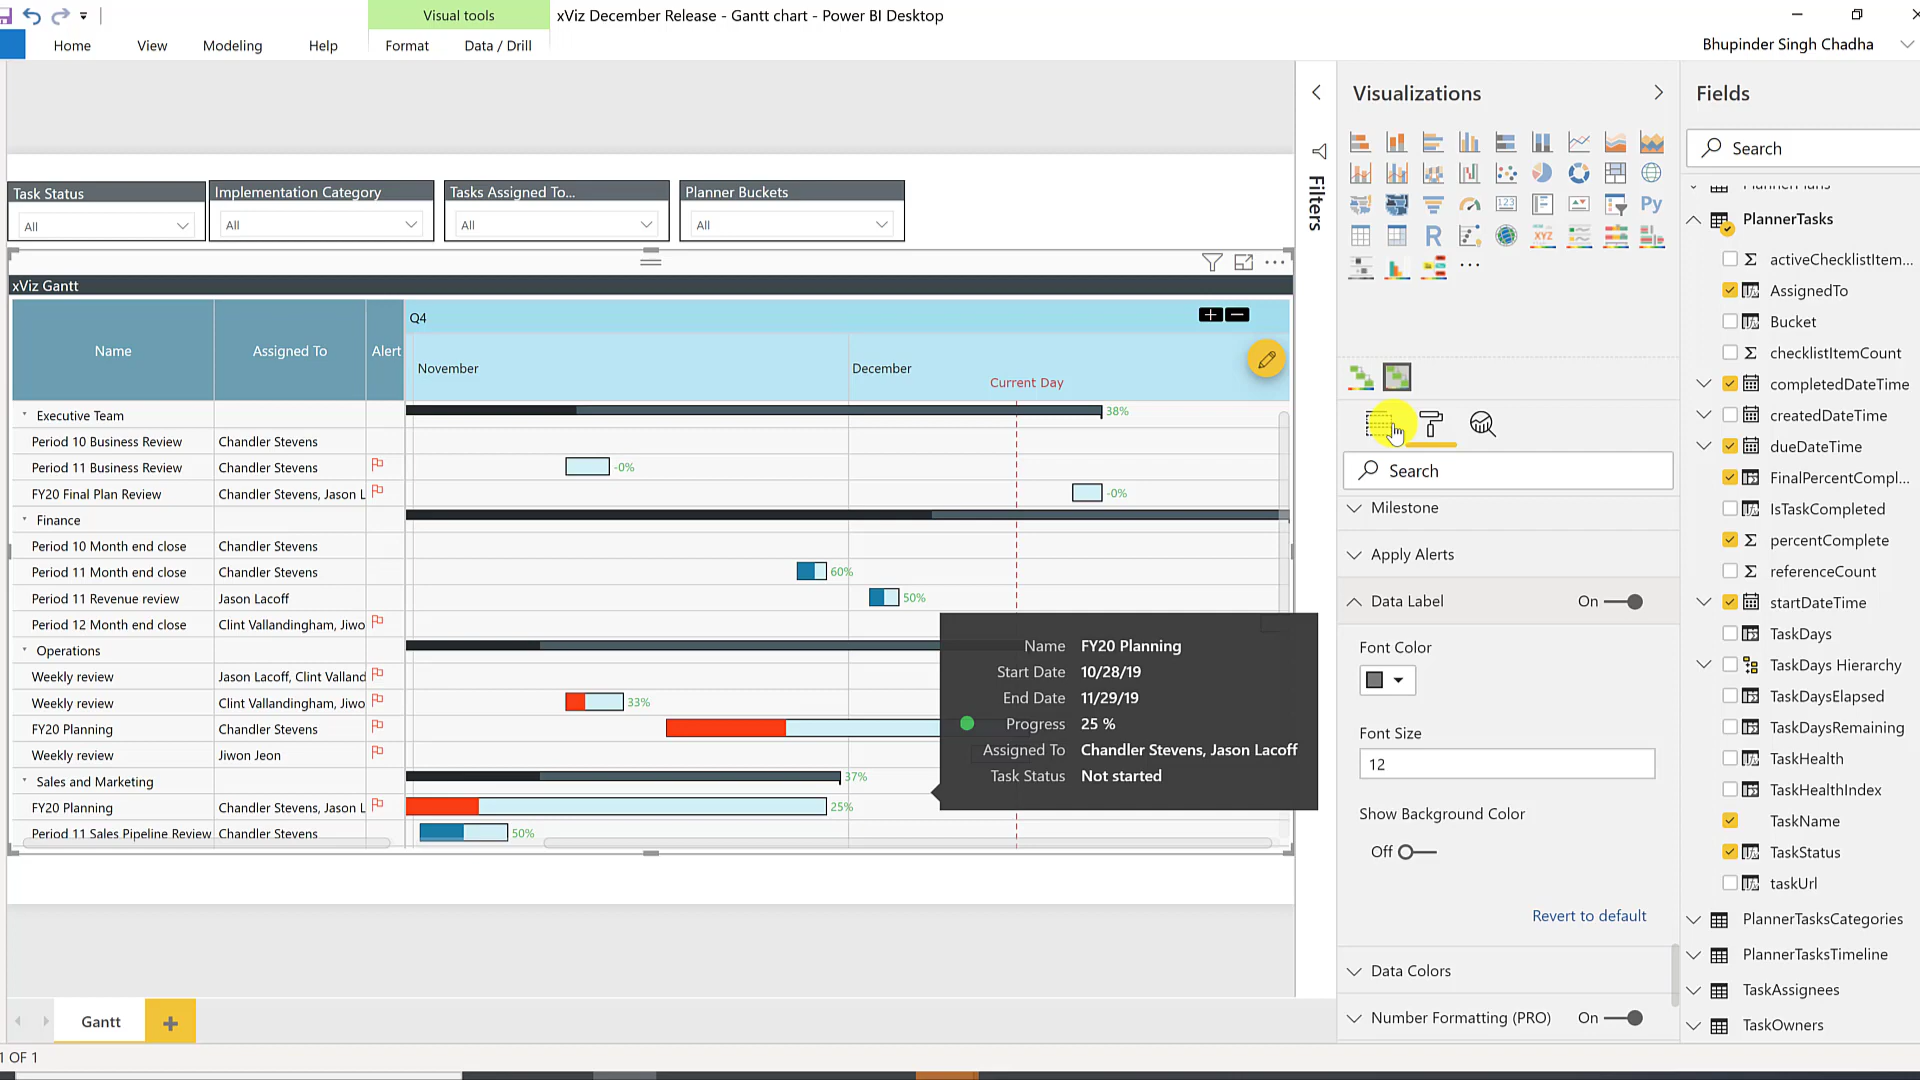 Visual tools
xViz December Release - Gantt chart - Power BI Desktop
Home View Modeling Help Format Data / Drill
Bhupinder Singh Chadha
Task Status
All
Implementation Category
All
Tasks Assigned To...
All
Planner Buckets
All
xViz Gantt
Name Assigned To Alert
Q4
November December
Current Day
Executive Team 38%
Period 10 Business Review Chandler Stevens
Period 11 Business Review Chandler Stevens -0%
FY20 Final Plan Review Chandler Stevens, Jason L -0%
Finance
Period 10 Month end close Chandler Stevens
Period 11 Month end close Chandler Stevens 60%
Period 11 Revenue review Jason Lacoff 50%
Period 12 Month end close Clint Vallandingham, Jiwo
Operations
Weekly review Jason Lacoff, Clint Valland
Weekly review Clint Vallandingham, Jiwo 33%
FY20 Planning Chandler Stevens
Weekly review Jiwon Jeon
Sales and Marketing 37%
FY20 Planning Chandler Stevens, Jason L 25%
Period 11 Sales Pipeline Review Chandler Stevens 50%
Name FY20 Planning
Start Date 10/28/19
End Date 11/29/19
Progress 25 %
Assigned To Chandler Stevens, Jason Lacoff
Task Status Not started
Gantt
1 OF 1
Filters
Visualizations
123
Py
R
XYZ
Search
Milestone
Apply Alerts
Data Label On
Font Color
Font Size
12
Show Background Color
Off
Revert to default
Data Colors
Number Formatting (PRO) On
Fields
Search
PlannerPlans
PlannerTasks
activeChecklistItem...
AssignedTo
Bucket
checklistItemCount
completedDateTime
createdDateTime
dueDateTime
FinalPercentCompl...
IsTaskCompleted
percentComplete
referenceCount
startDateTime
TaskDays
TaskDays Hierarchy
TaskDaysElapsed
TaskDaysRemaining
TaskHealth
TaskHealthIndex
TaskName
TaskStatus
taskUrl
PlannerTasksCategories
PlannerTasksTimeline
TaskAssignees
TaskOwners